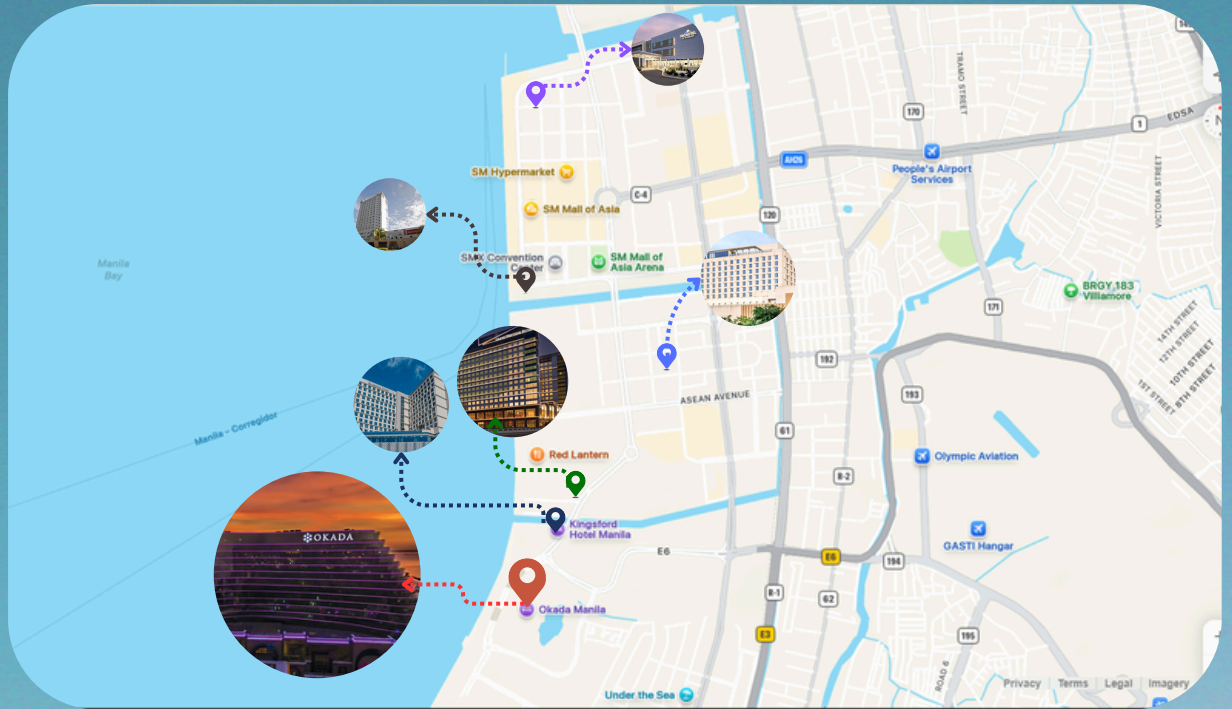 170
TRAMO STREET
1
EDSA
AH26
People's Airport
Services
SM Hypermarket
C-4
VICTORIA STREET
SM Mall of Asia
120
SMX Convention
Center
SM Mall of
Asia Arena
Manila
Bay
BRGY 183
Villamore
171
14TH STREET
12TH STREET
10TH STREET
8TH STREET
1ST STREET
192
193
ASEAN AVENUE
61
Manila - Corregidor
Red Lantern
Olympic Aviation
R-2
Kingsford
Hotel Manila
OKADA
GASTI Hangar
E6
E6
194
R-1
62
Okada Manila
E3
195
ROAD 6
Under the Sea
Privacy
Terms
Legal
Imagery